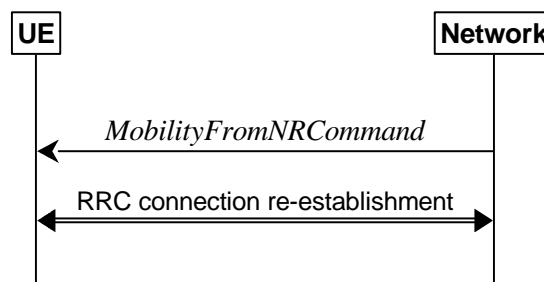 UE
Network
MobilityFromNRCommand
RRC connection re-establishment